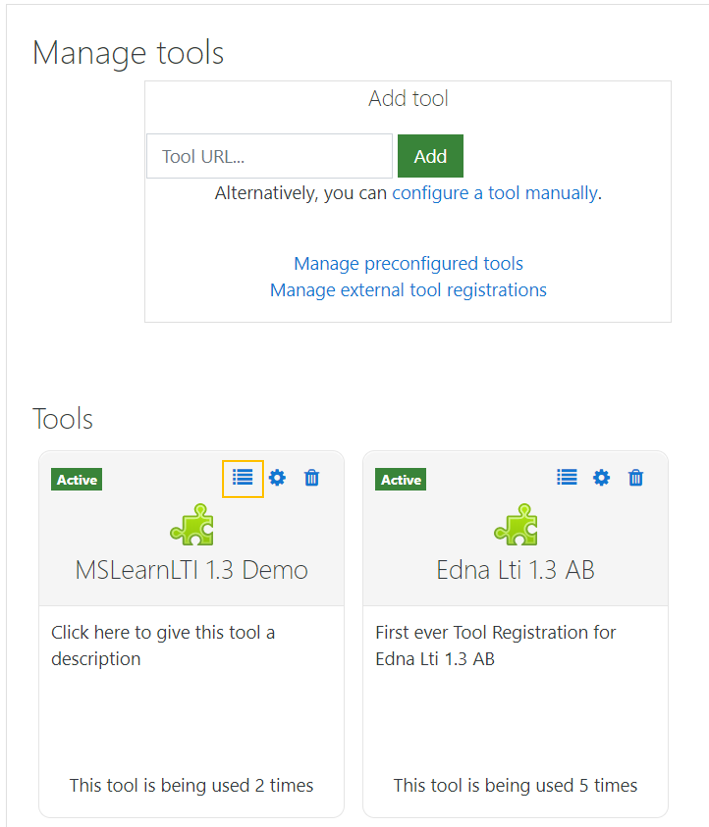 Manage tools
Add tool
Tool URL...
Add
Alternatively, you can configure a tool manually.
Manage preconfigured tools
Manage external tool registrations
Tools
Active
MSLearnLTI 1.3 Demo
Click here to give this tool a
description
This tool is being used 2 times
Active
Edna Lti 1.3 AB
First ever Tool Registration for
Edna Lti 1.3 AB
This tool is being used 5 times